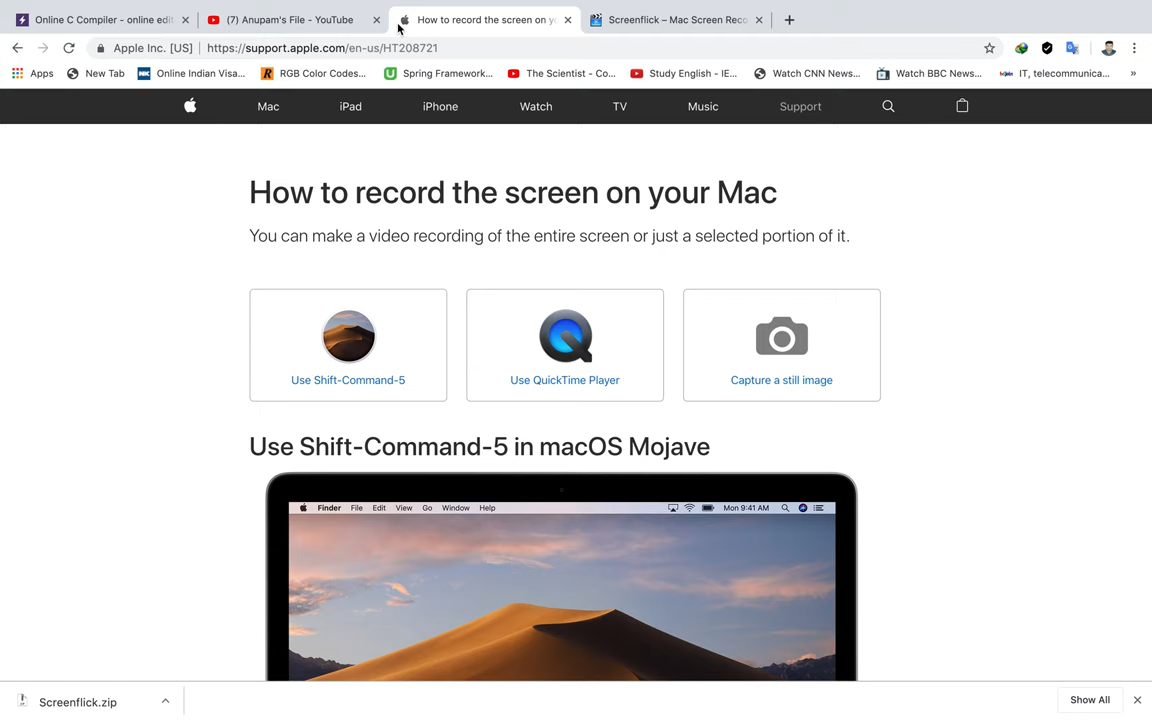 Online C Compiler - online edit
(7) Anupam's File - YouTube
How to record the screen on yo
Screenflick – Mac Screen Reco
Apple Inc. [US]
https://support.apple.com/en-us/HT208721
Apps
New Tab
Online Indian Visa...
RGB Color Codes...
Spring Framework...
The Scientist - Co...
Study English - IE...
Watch CNN News...
Watch BBC News...
IT, telecommunica...
»
Mac
iPad
iPhone
Watch
TV
Music
Support
How to record the screen on your Mac
You can make a video recording of the entire screen or just a selected portion of it.
Use Shift-Command-5
Use QuickTime Player
Capture a still image
Use Shift-Command-5 in macOS Mojave
Finder File Edit View Go Window Help
Mon 9:41 AM
Screenflick.zip
Show All